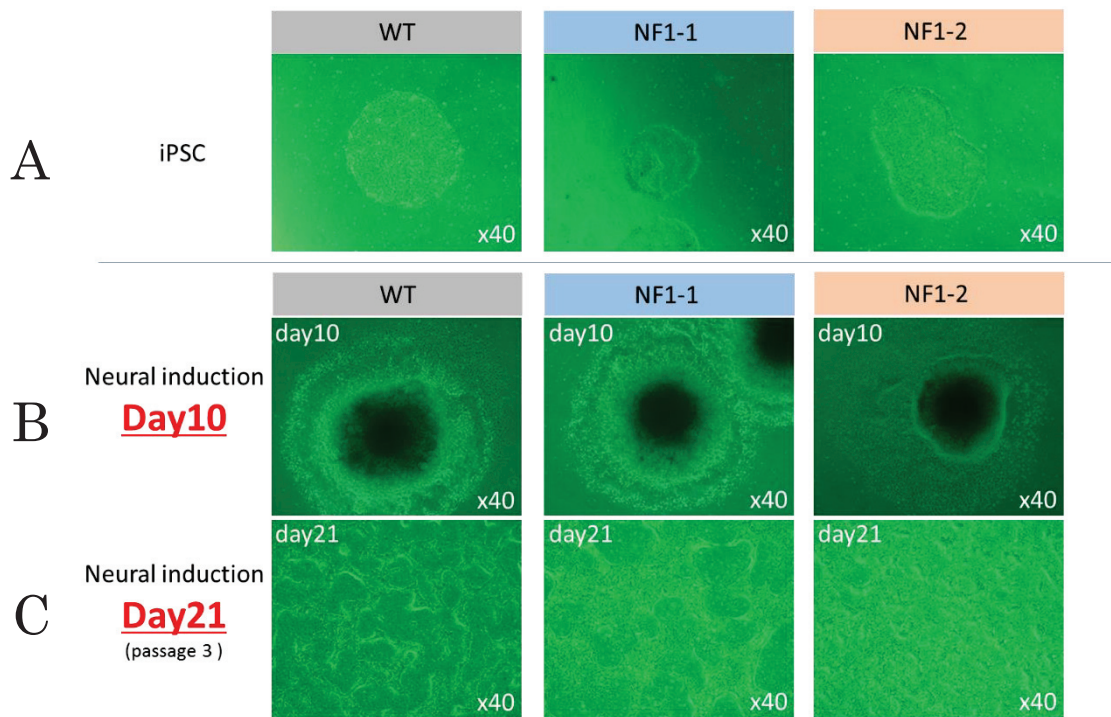 WT
NF1-1
NF1-2
A
iPSC
x40
x40
x40
WT
NF1-1
NF1-2
B
Neural induction
Day10
day10
x40
day10
x40
day10
x40
C
Neural induction
Day21
(passage 3 )
day21
x40
day21
x40
day21
x40